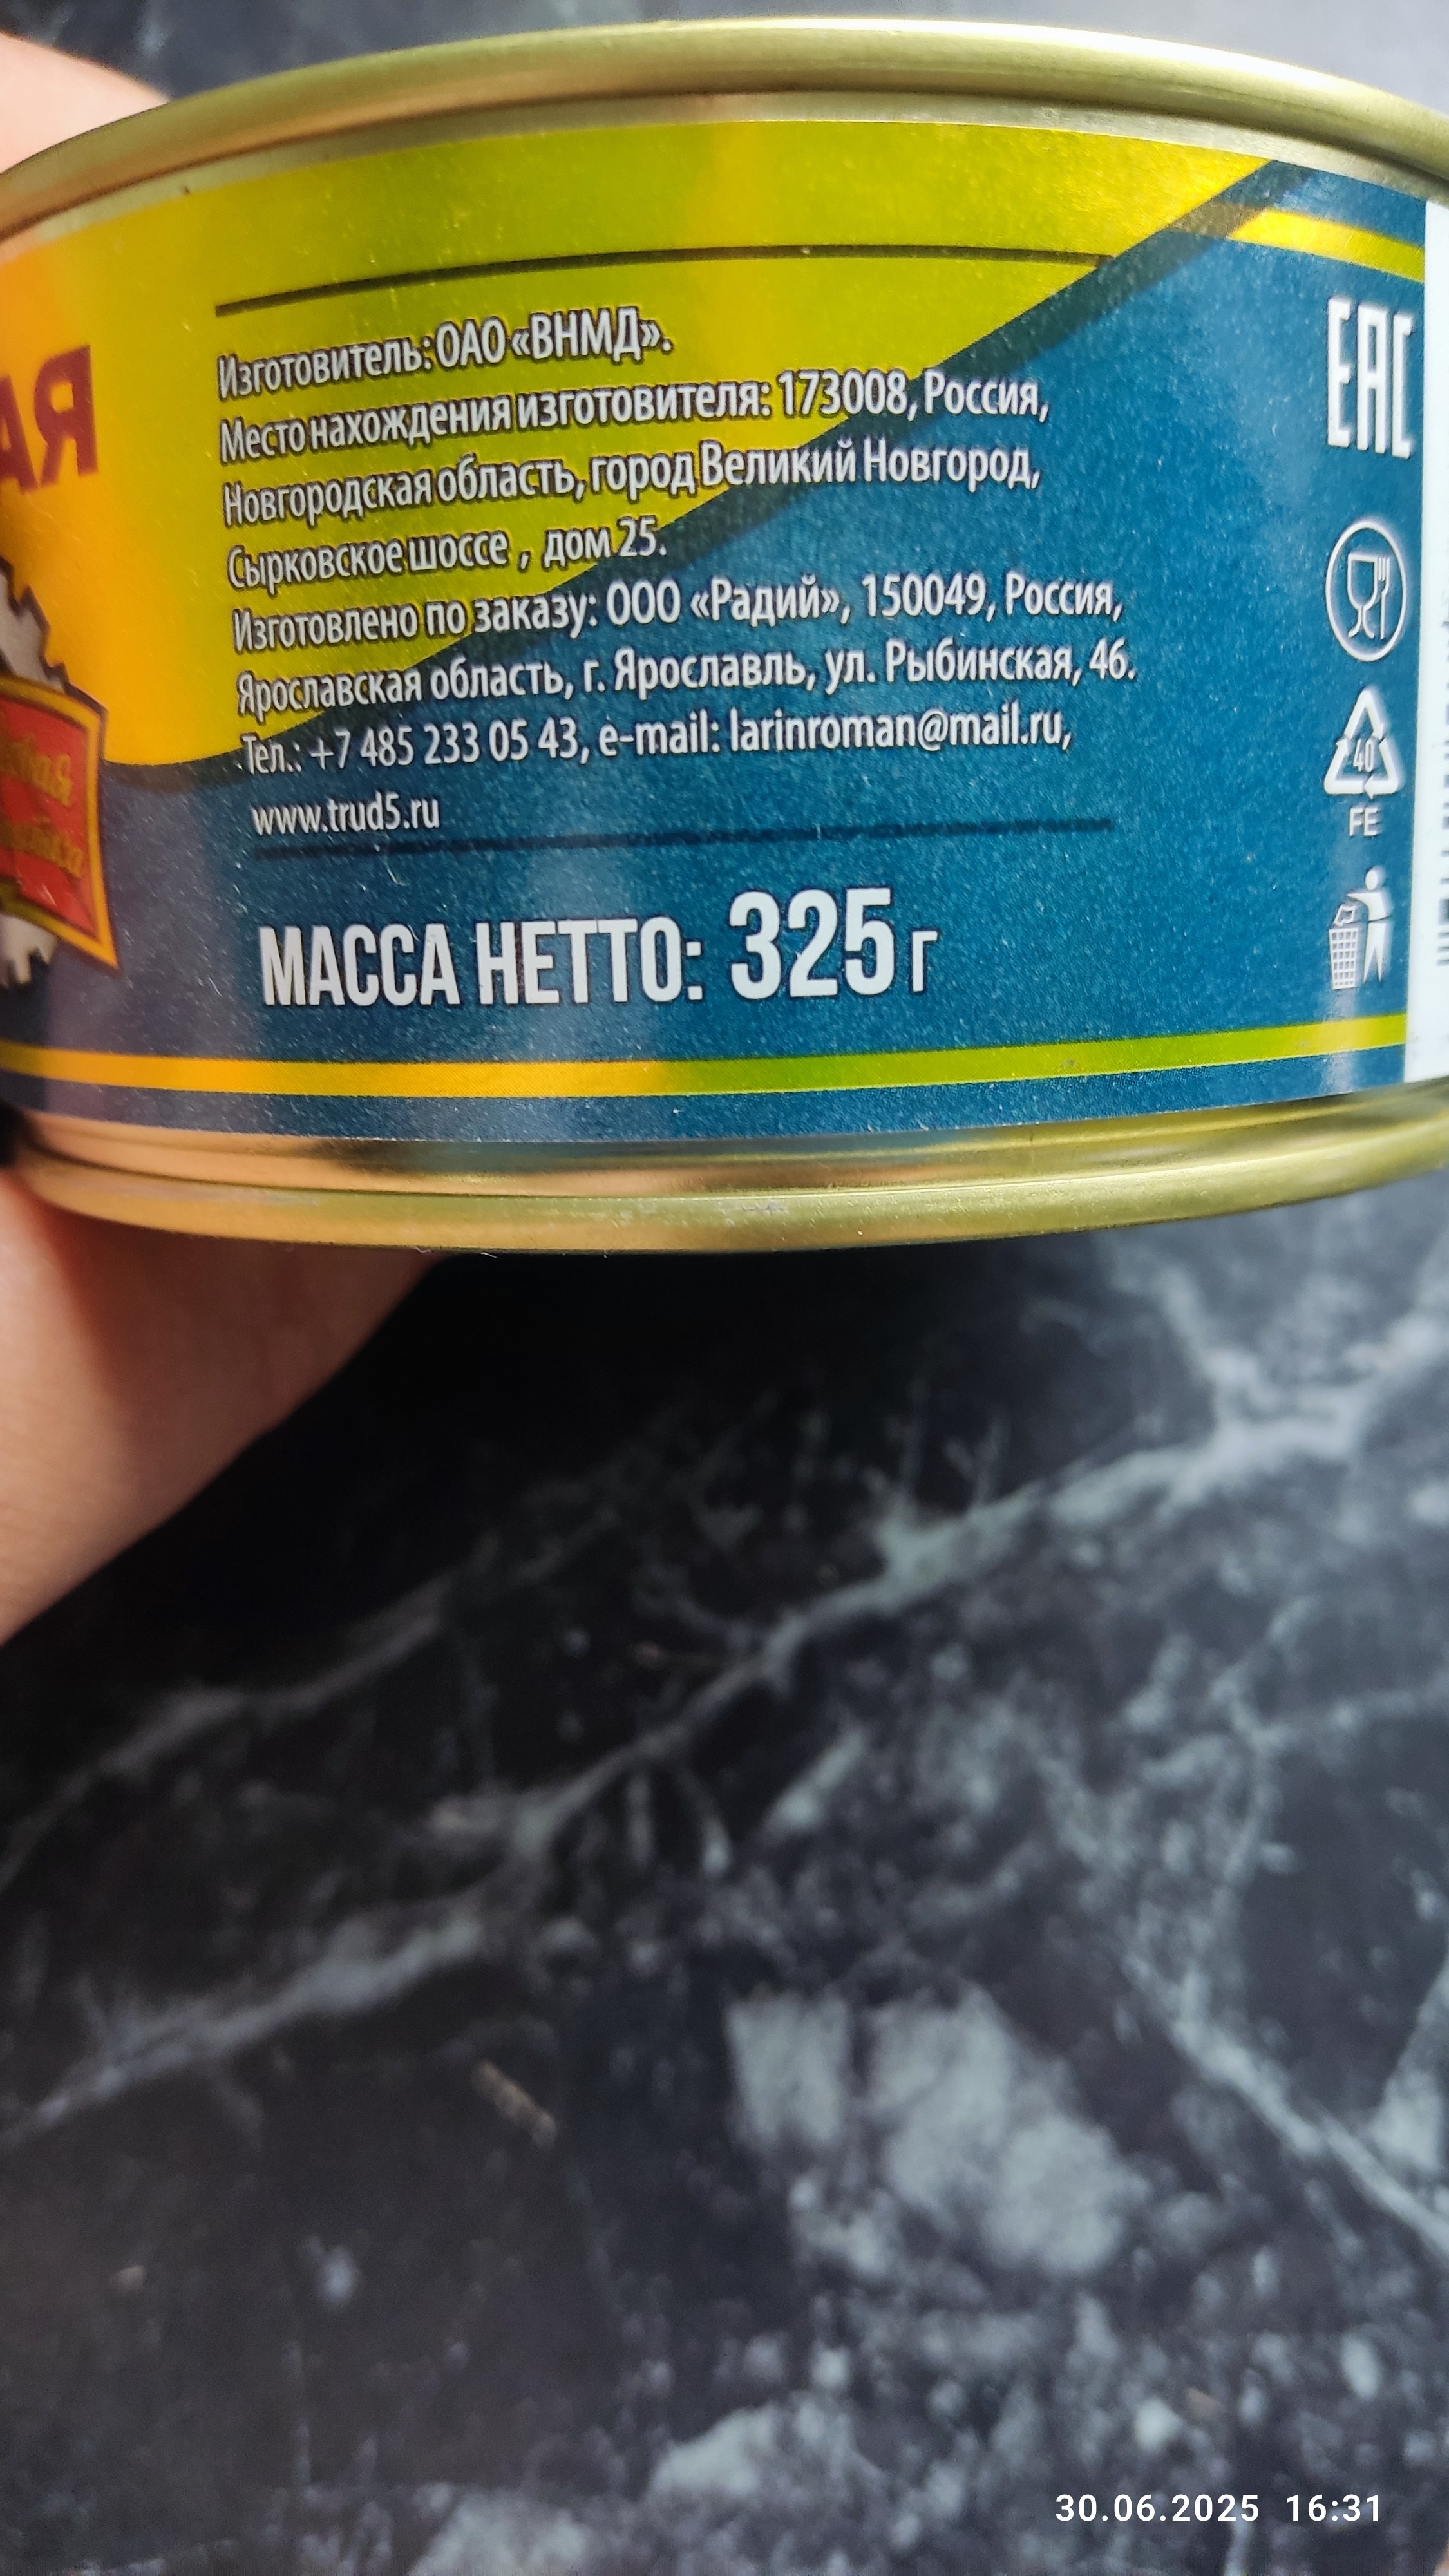 АЯ
Изготовитель: ОАО «ВНМД».
Место нахождения изготовителя: 173008, Россия,
Новгородская область, город Великий Новгород,
Сырковское шоссе , дом 25.
Изготовлено по заказу: ООО «Радий», 150049, Россия,
Ярославская область, г. Ярославль, ул. Рыбинская, 46.
Тел.: +7 485 233 05 43, e-mail: larinroman@mail.ru,
www.trud5.ru
МАССА НЕТТО: 325 г
EAC
40
FE
30.06.2025 16:31